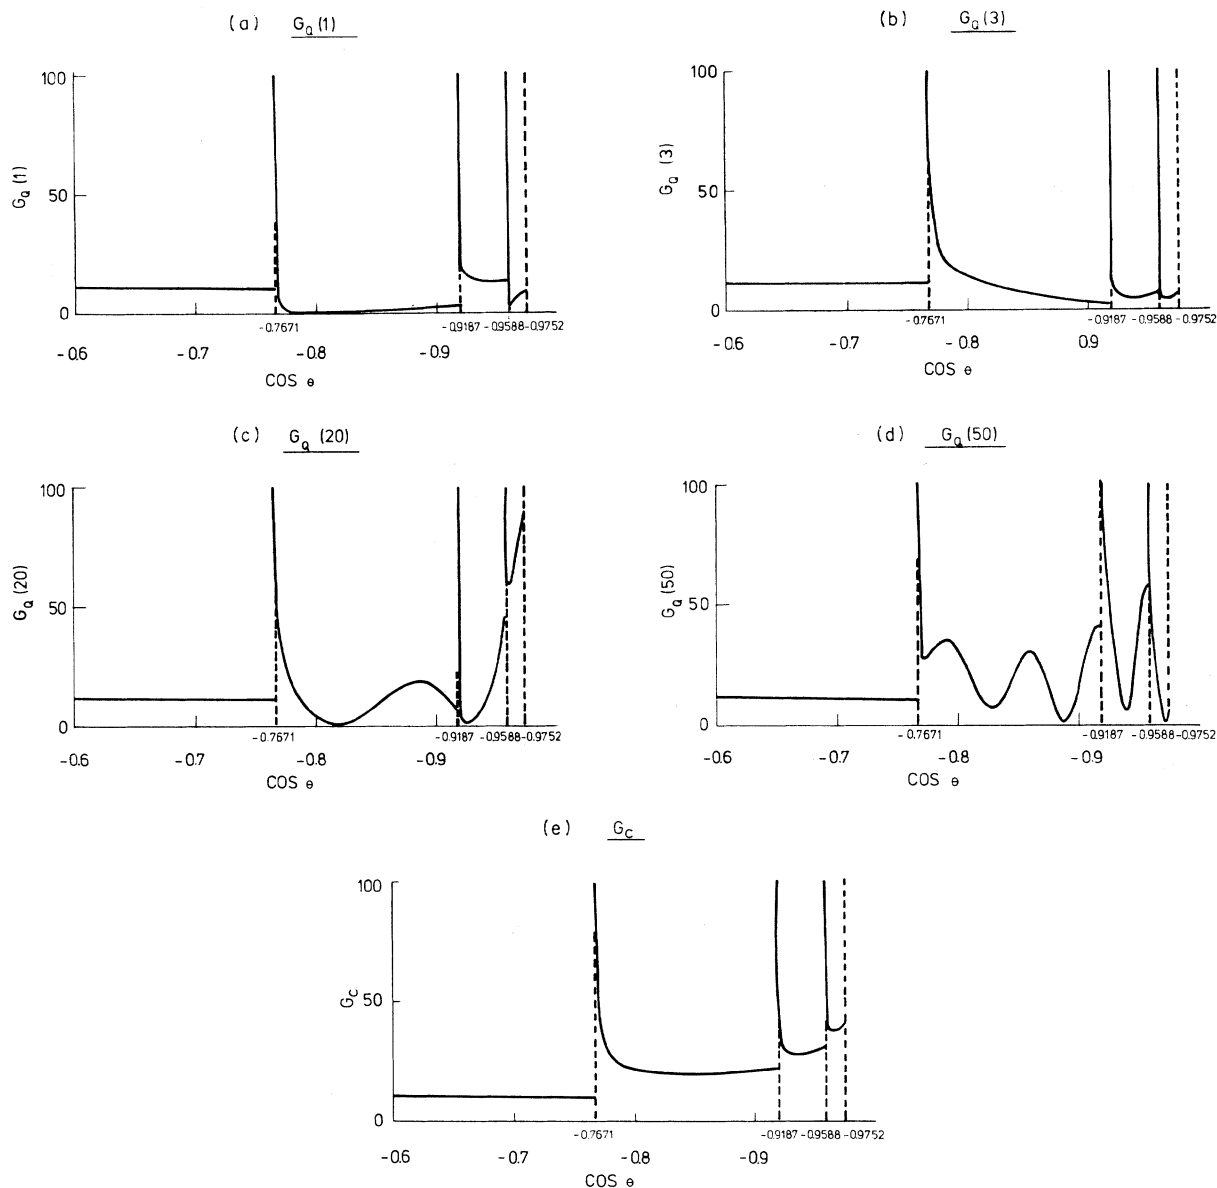 (a) G_Q(1)
100
50
0
G_Q (1)
-0.7671 -0.9187 -0.9588 -0.9752
-0.6 -0.7 -0.8 -0.9
COS θ
(b) G_Q(3)
100
50
0
G_Q (3)
-0.7671 -0.9187 -0.9588 -0.9752
-0.6 -0.7 -0.8 0.9
COS θ
(c) G_Q(20)
100
50
0
G_Q (20)
-0.7671 -0.9187 -0.9588 -0.9752
-0.6 -0.7 -0.8 -0.9
COS θ
(d) G_Q(50)
100
50
0
G_Q (50)
-0.7671 -0.9187 -0.9588 -0.9752
-0.6 -0.7 -0.8 -0.9
COS θ
(e) G_C
100
50
0
G_C
-0.7671 -0.9187 -0.9588 -0.9752
-0.6 -0.7 -0.8 -0.9
COS θ